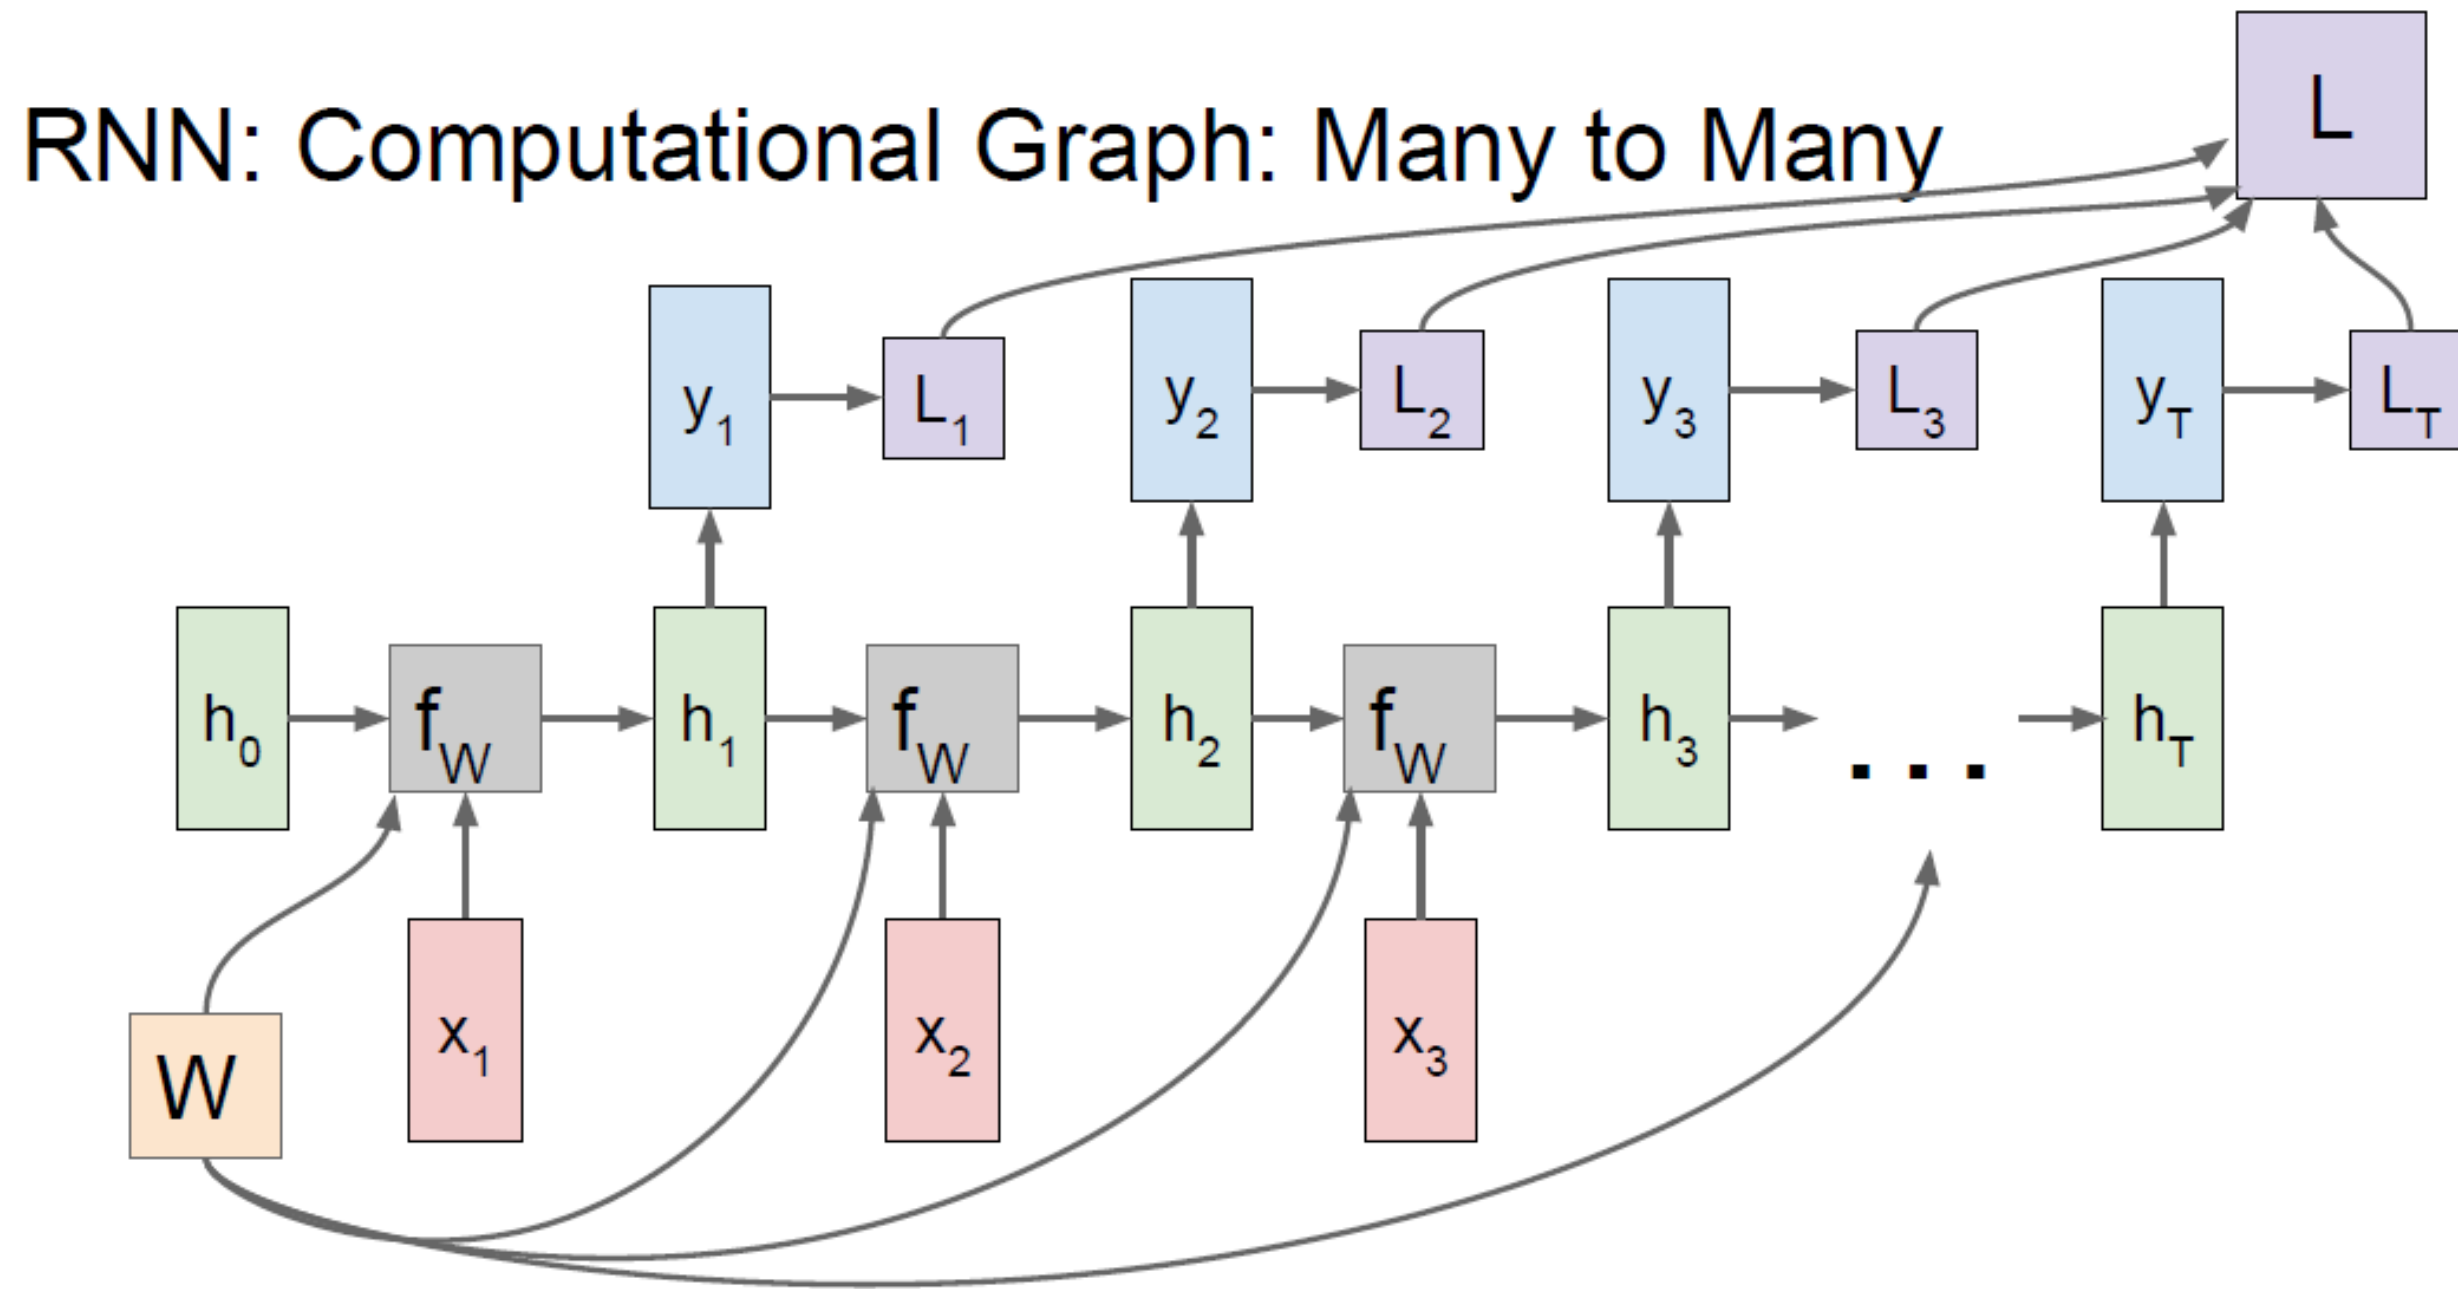 L
RNN: Computational Graph: Many to Many
y1 L1 y2 L2 y3 L3 yT LT
h0 fW h1 fW h2 fW h3 ... hT
W x1 x2 x3